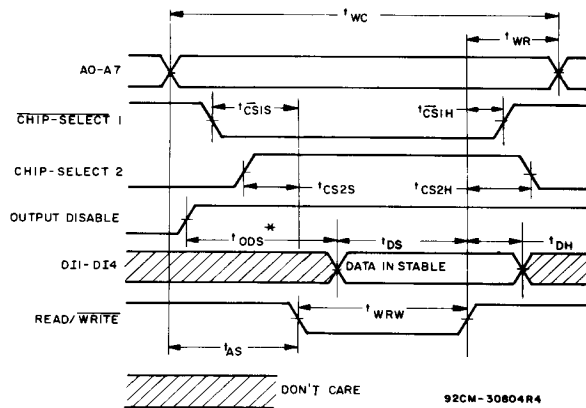 tWC
tWR
A0-A7
CHIP-SELECT 1
tCS1S
tCS1H
CHIP-SELECT 2
tCS2S
tCS2H
OUTPUT DISABLE
tODS*
tDS
tDH
DI1-DI4
DATA IN STABLE
READ/WRITE
tWRW
tAS
DON'T CARE
92CM-30804R4